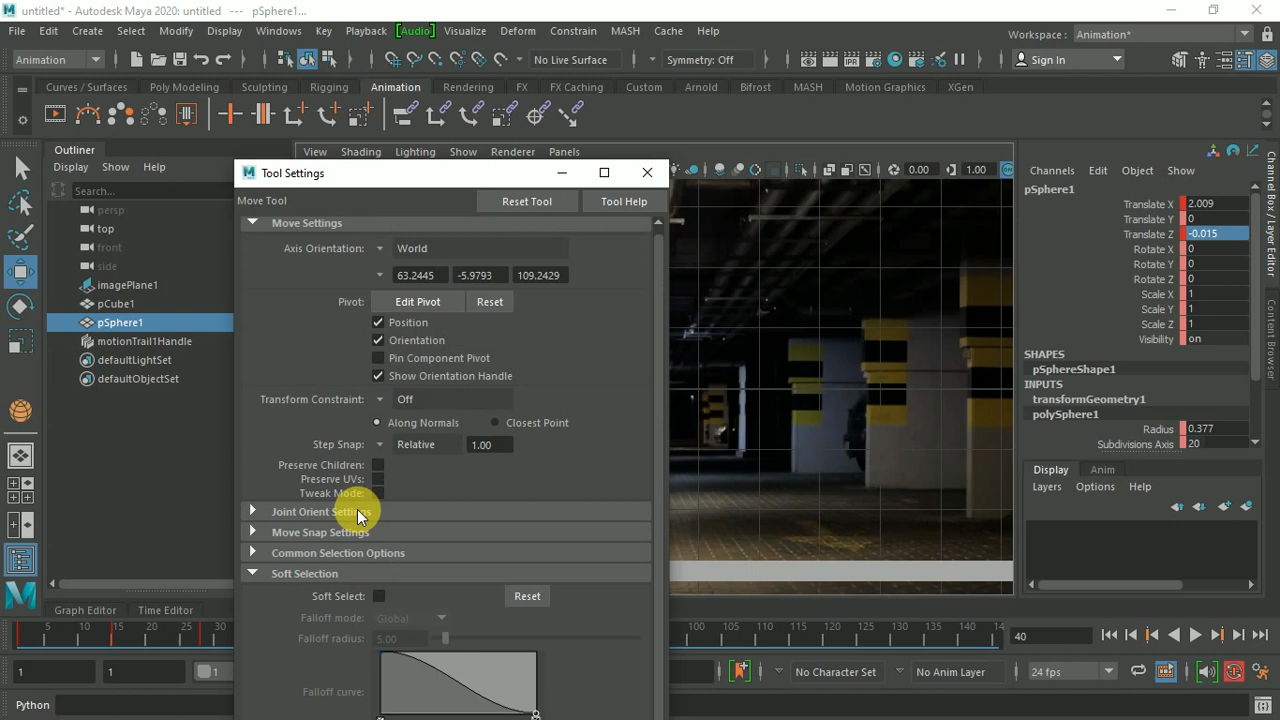 untitled* - Autodesk Maya 2020: untitled --- pSphere1...
File Edit Create Select Modify Display Windows Key Playback [Audio] Visualize Deform Constrain MASH Cache Help
Workspace : Animation*
Animation No Live Surface Symmetry: Off IPR Sign In
Curves / Surfaces Poly Modeling Sculpting Rigging Animation Rendering FX FX Caching Custom Arnold Bifrost MASH Motion Graphics XGen
Outliner
Display Show Help
Search...
persp
top
front
side
imagePlane1
pCube1
pSphere1
motionTrail1Handle
defaultLightSet
defaultObjectSet
View Shading Lighting Show Renderer Panels
0.00 1.00
Tool Settings
Move Tool Reset Tool Tool Help
Move Settings
Axis Orientation: World
63.2445 -5.9793 109.2429
Pivot: Edit Pivot Reset
Position
Orientation
Pin Component Pivot
Show Orientation Handle
Transform Constraint: Off
Along Normals Closest Point
Step Snap: Relative 1.00
Preserve Children:
Preserve UVs:
Tweak Mode:
Joint Orient Settings
Move Snap Settings
Common Selection Options
Soft Selection
Soft Select: Reset
Falloff mode: Global
Falloff radius: 5.00
Falloff curve:
Channels Edit Object Show
pSphere1
Translate X 2.009
Translate Y 0
Translate Z -0.015
Rotate X 0
Rotate Y 0
Rotate Z 0
Scale X 1
Scale Y 1
Scale Z 1
Visibility on
SHAPES
pSphereShape1
INPUTS
transformGeometry1
polySphere1
Radius 0.377
Subdivisions Axis 20
Display Anim
Layers Options Help
Channel Box / Layer Editor
Content Editors
Graph Editor Time Editor
5 10 15 20 25 30 100 105 110 115 120 125 130 135 140 14
40
1 1 1
No Character Set No Anim Layer 24 fps
Python